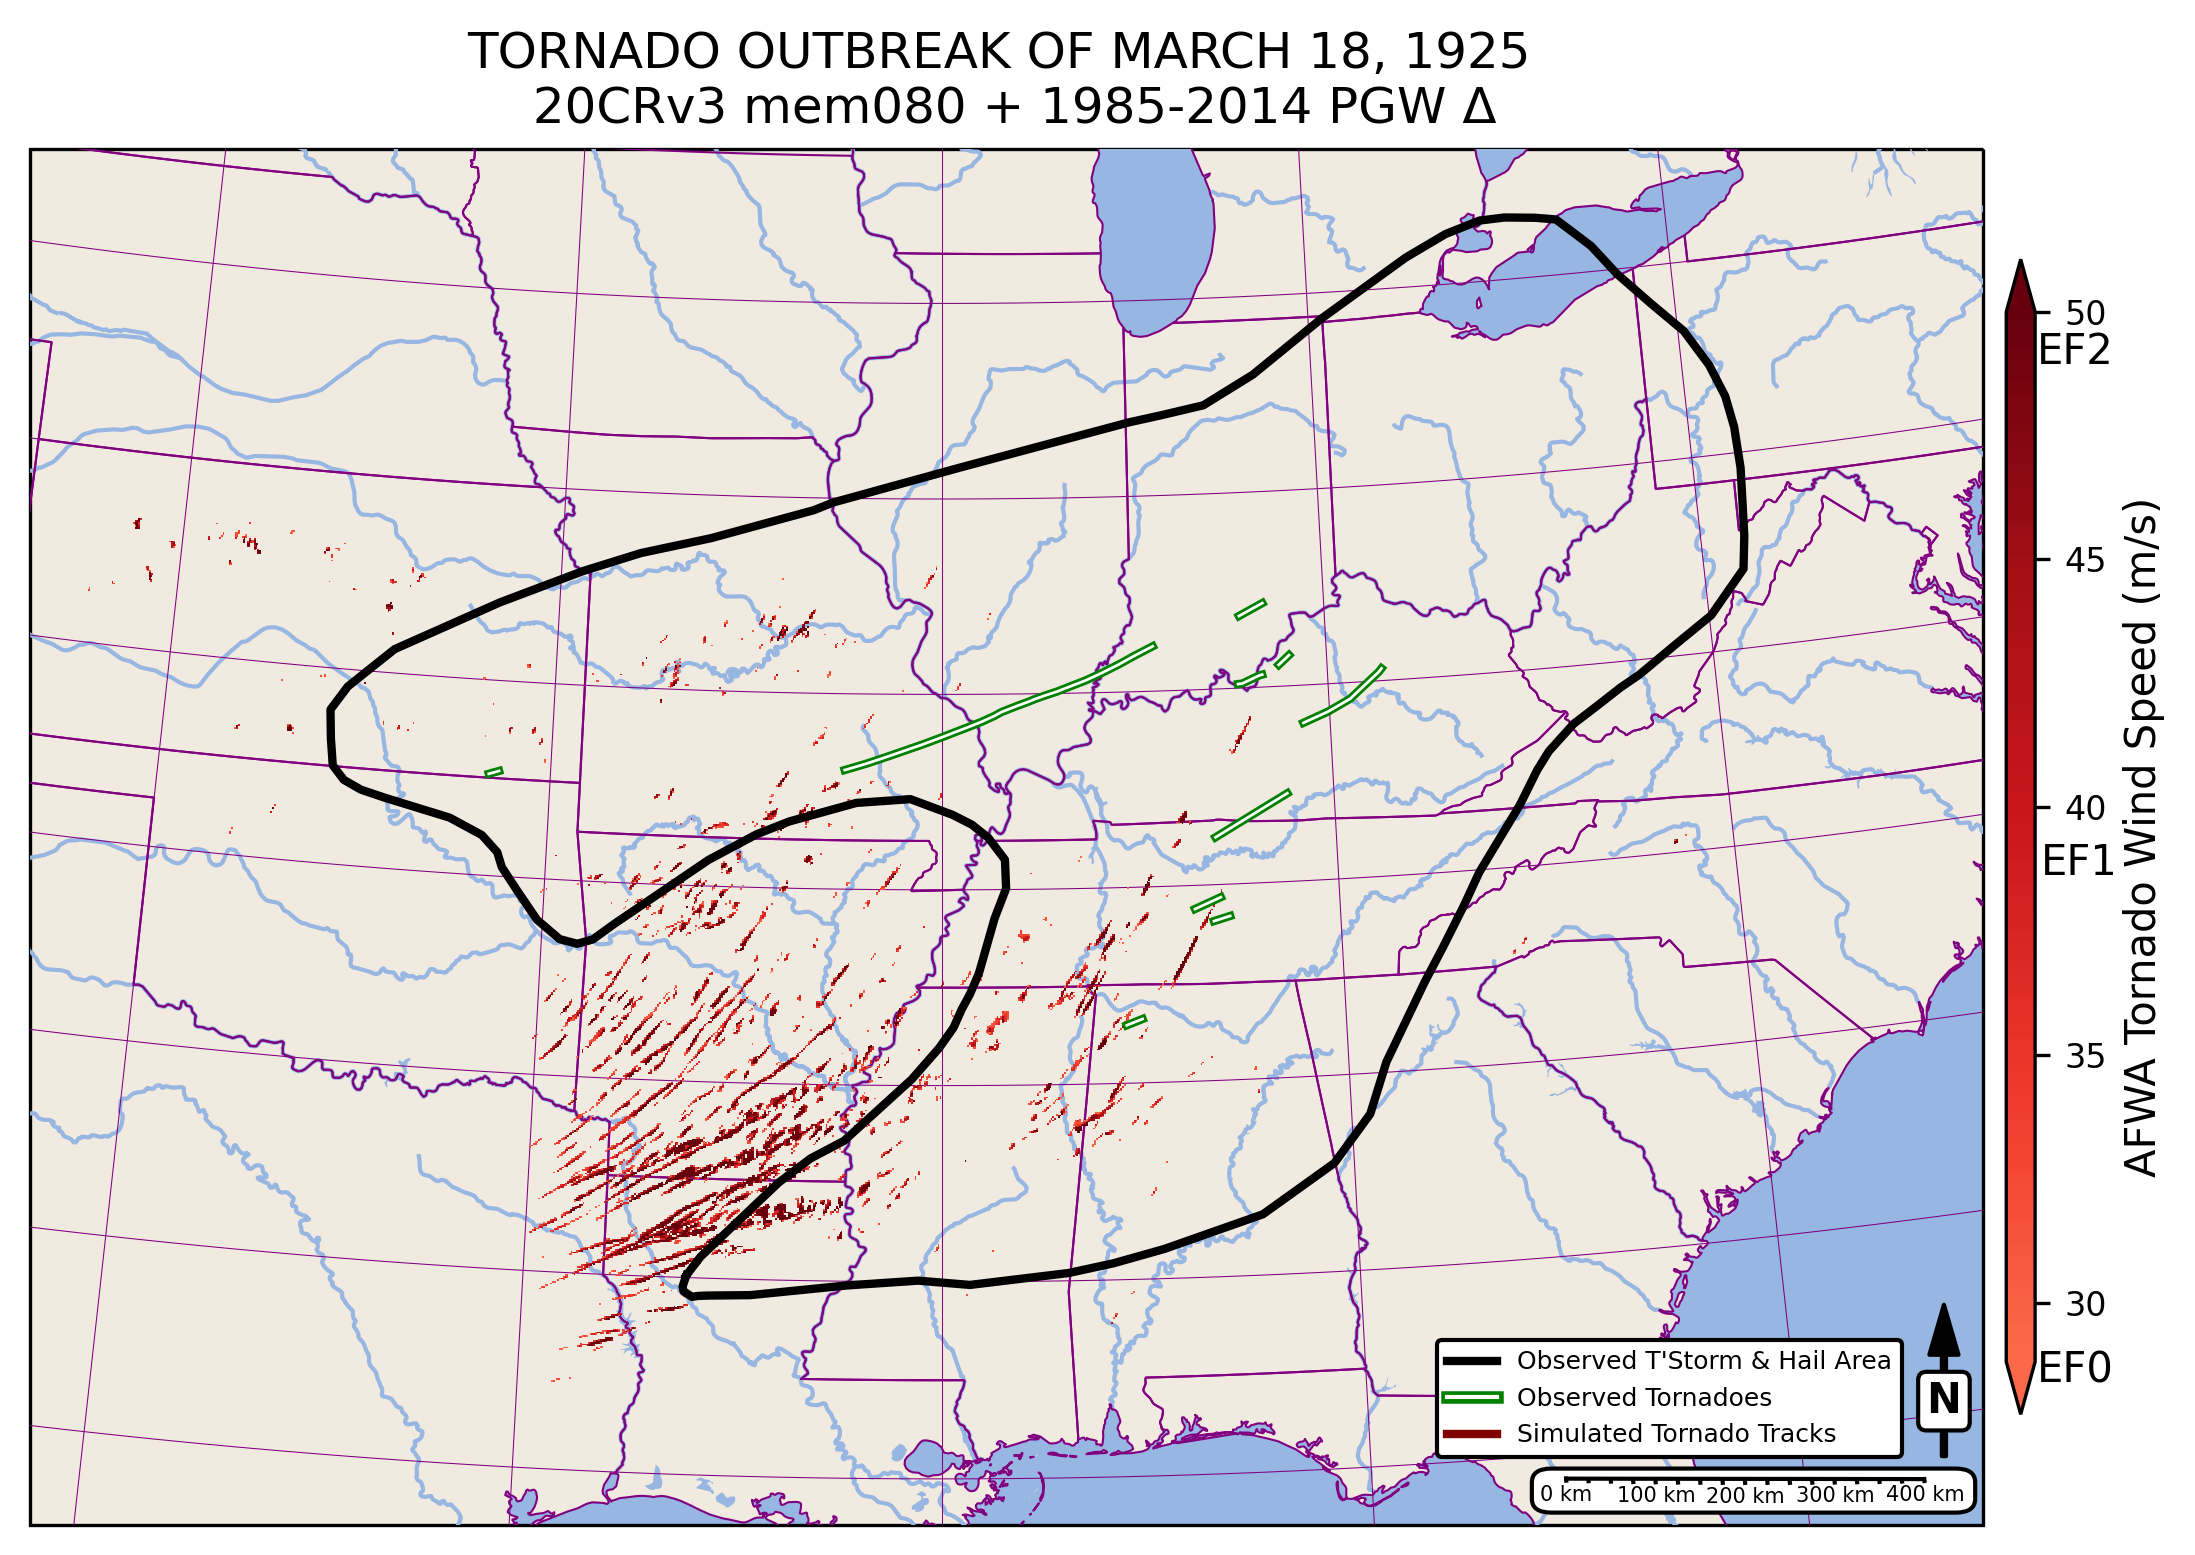 TORNADO OUTBREAK OF MARCH 18, 1925
20CRv3 mem080 + 1985-2014 PGW Δ
50
EF2
45
40
EF1
35
30
EF0
AFWA Tornado Wind Speed (m/s)
Observed T'Storm & Hail Area
Observed Tornadoes
Simulated Tornado Tracks
N
0 km 100 km 200 km 300 km 400 km